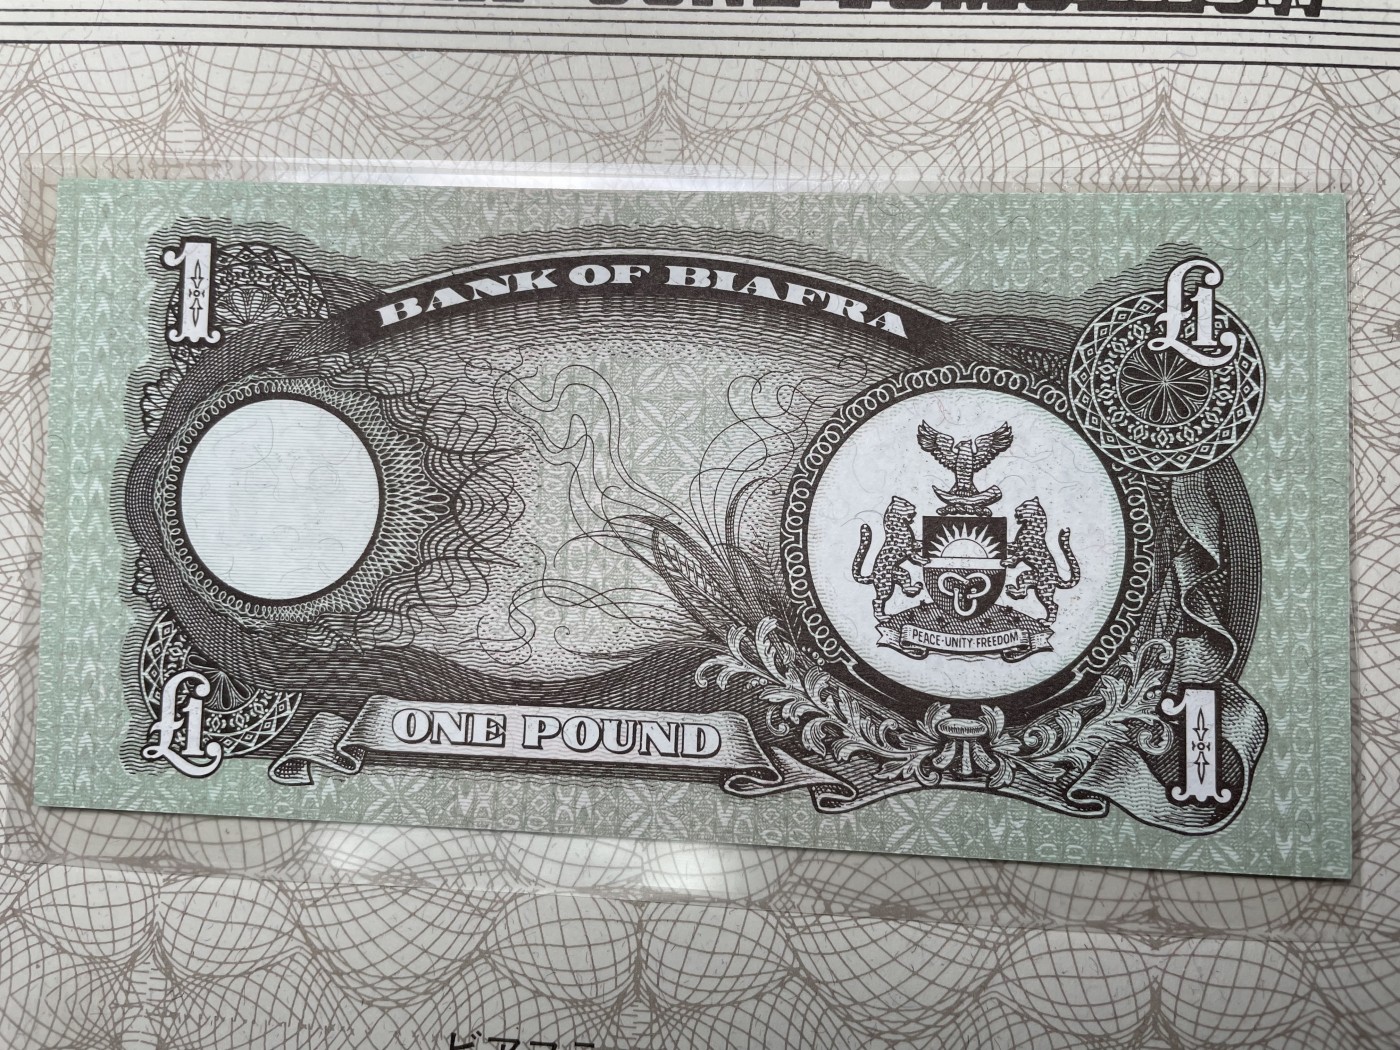 1
BANK OF BIAFRA
£1
PEACE·UNITY·FREEDOM
£1
ONE POUND
1